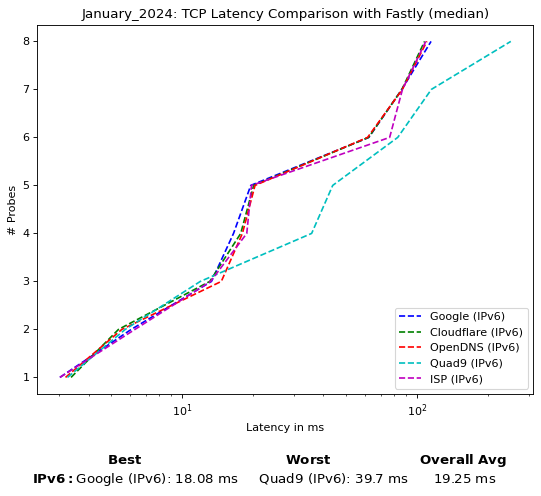 January_2024: TCP Latency Comparison with Fastly (median)
8
7
6
5
4
3
2
1
# Probes
Google (IPv6)
Cloudflare (IPv6)
OpenDNS (IPv6)
Quad9 (IPv6)
ISP (IPv6)
10¹ 10²
Latency in ms
Best Worst Overall Avg
IPv6: Google (IPv6): 18.08 ms Quad9 (IPv6): 39.7 ms 19.25 ms